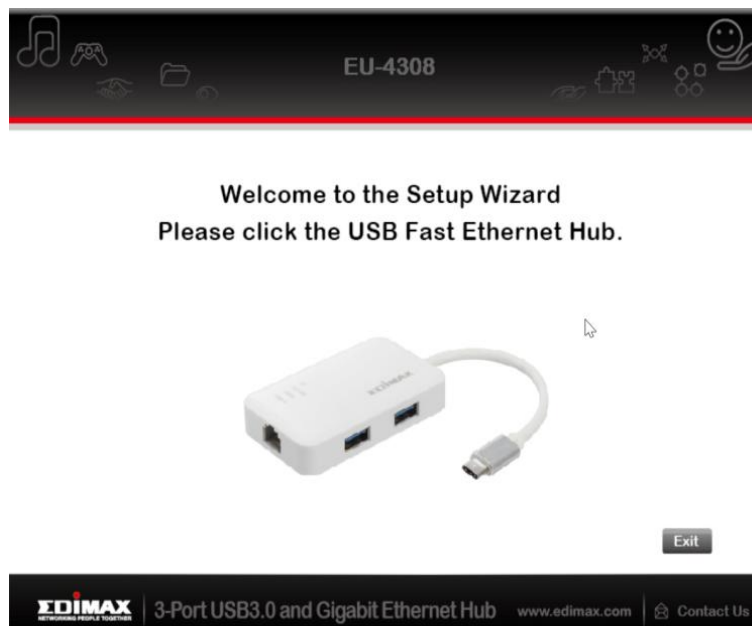 EU-4308
Welcome to the Setup Wizard
Please click the USB Fast Ethernet Hub.
EDIMAX
Exit
EDIMAX
NETWORKING PEOPLE TOGETHER
3-Port USB3.0 and Gigabit Ethernet Hub
www.edimax.com
Contact Us